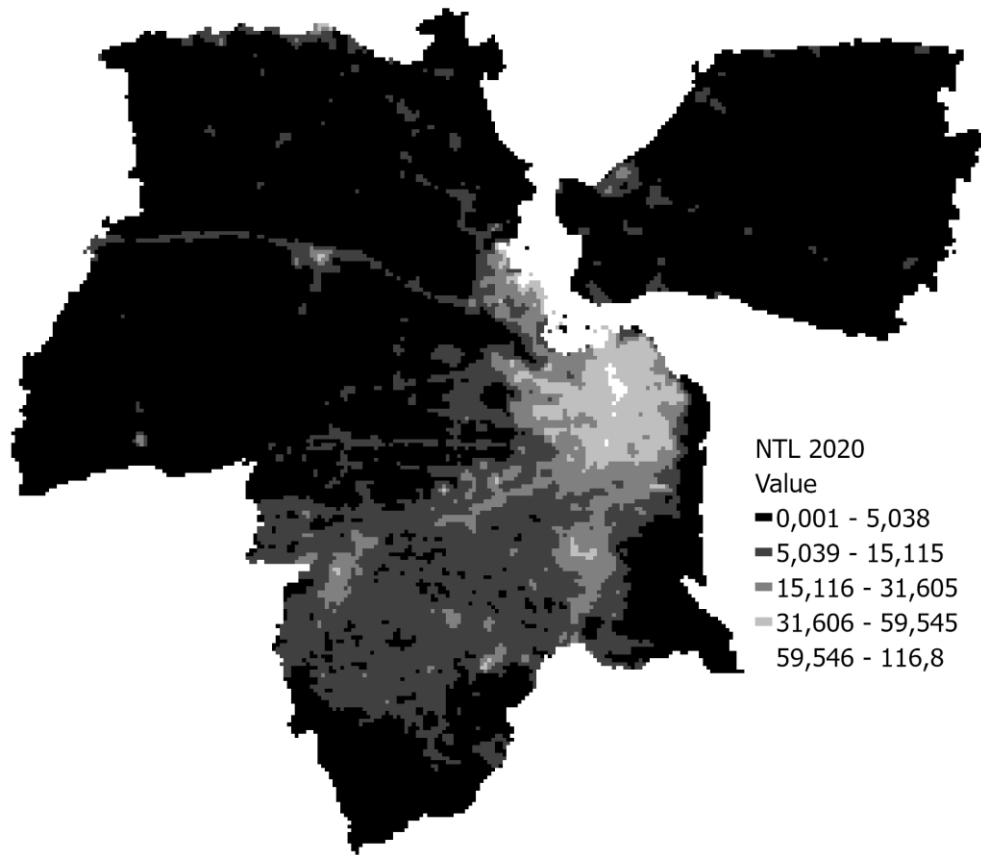 NTL 2020
Value
0,001 - 5,038
5,039 - 15,115
15,116 - 31,605
31,606 - 59,545
59,546 - 116,8